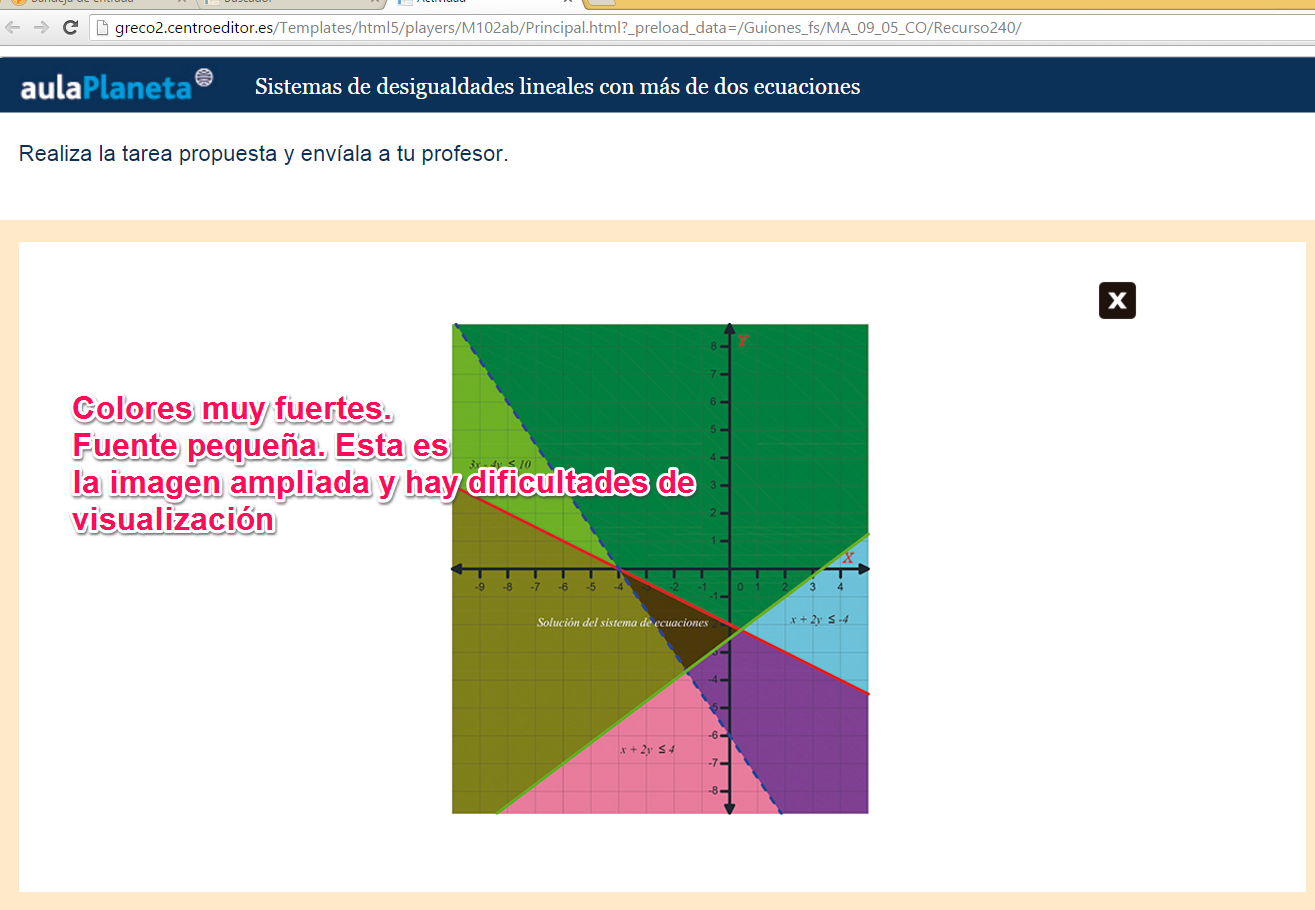 greco2.centroeditor.es/Templates/html5/players/M102ab/Principal.html?_preload_data=/Guiones_fs/MA_09_05_CO/Recurso240/
aulaPlaneta
Sistemas de desigualdades lineales con más de dos ecuaciones
Realiza la tarea propuesta y envíala a tu profesor.
X
Colores muy fuertes.
Fuente pequeña. Esta es
la imagen ampliada y hay dificultades de
visualización
Y
8
7
6
5
4
3
2
1
3x - 4y ≤ 10
X
-9 -8 -7 -6 -5 -4 -2 -1 0 1 2 3 4
-1
Solución del sistema de ecuaciones
x + 2y ≤ -4
-4
-5
-6
x + 2y ≤ 4
-7
-8